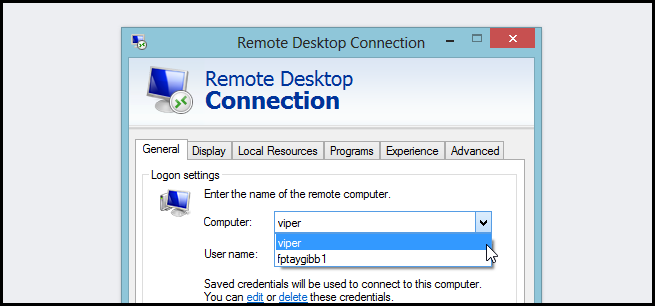 Remote Desktop Connection
Remote Desktop
Connection
General Display Local Resources Programs Experience Advanced
Logon settings
Enter the name of the remote computer.
Computer: viper
viper
User name:
fptaygibb1
Saved credentials will be used to connect to this computer.
You can edit or delete these credentials.